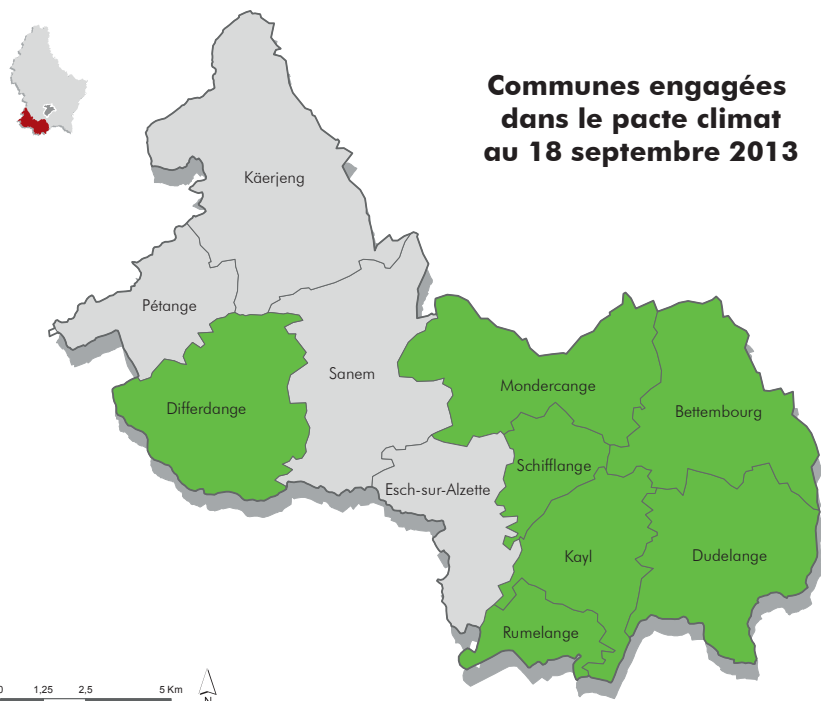 Communes engagées
dans le pacte climat
au 18 septembre 2013
Käerjeng
Pétange
Sanem
Differdange
Mondercange
Bettembourg
Schifflange
Esch-sur-Alzette
Kayl
Dudelange
Rumelange
0 1,25 2,5 5 Km
N